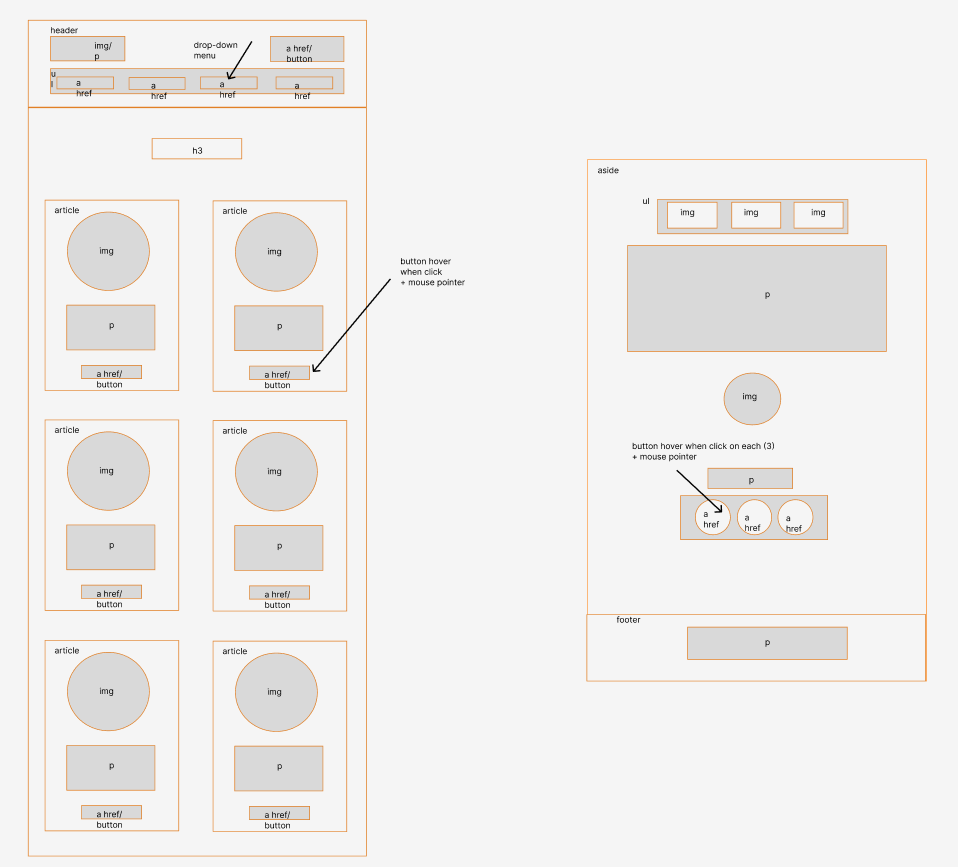 header
img/
p
drop-down
menu
a href/
button
u
l
a
href
a
href
a
href
a
href
h3
article
img
p
a href/
button
article
img
p
a href/
button
button hover
when click
+ mouse pointer
article
img
p
a href/
button
article
img
p
a href/
button
article
img
p
a href/
button
article
img
p
a href/
button
aside
ul
img
img
img
p
img
button hover when click on each (3)
+ mouse pointer
p
a
href
a
href
a
href
footer
p